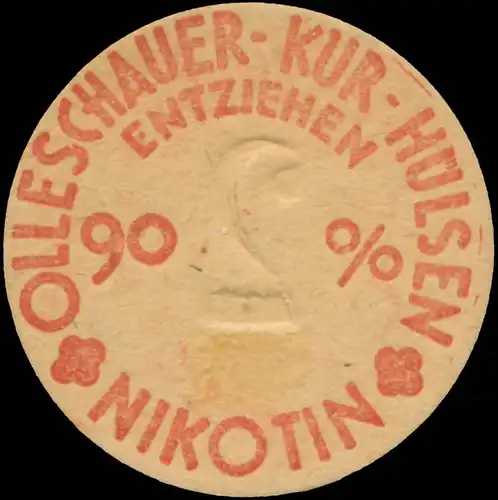 OLLESCHAUER-KUR-HÜLSEN
ENTZIEHEN
90 %
NIKOTIN